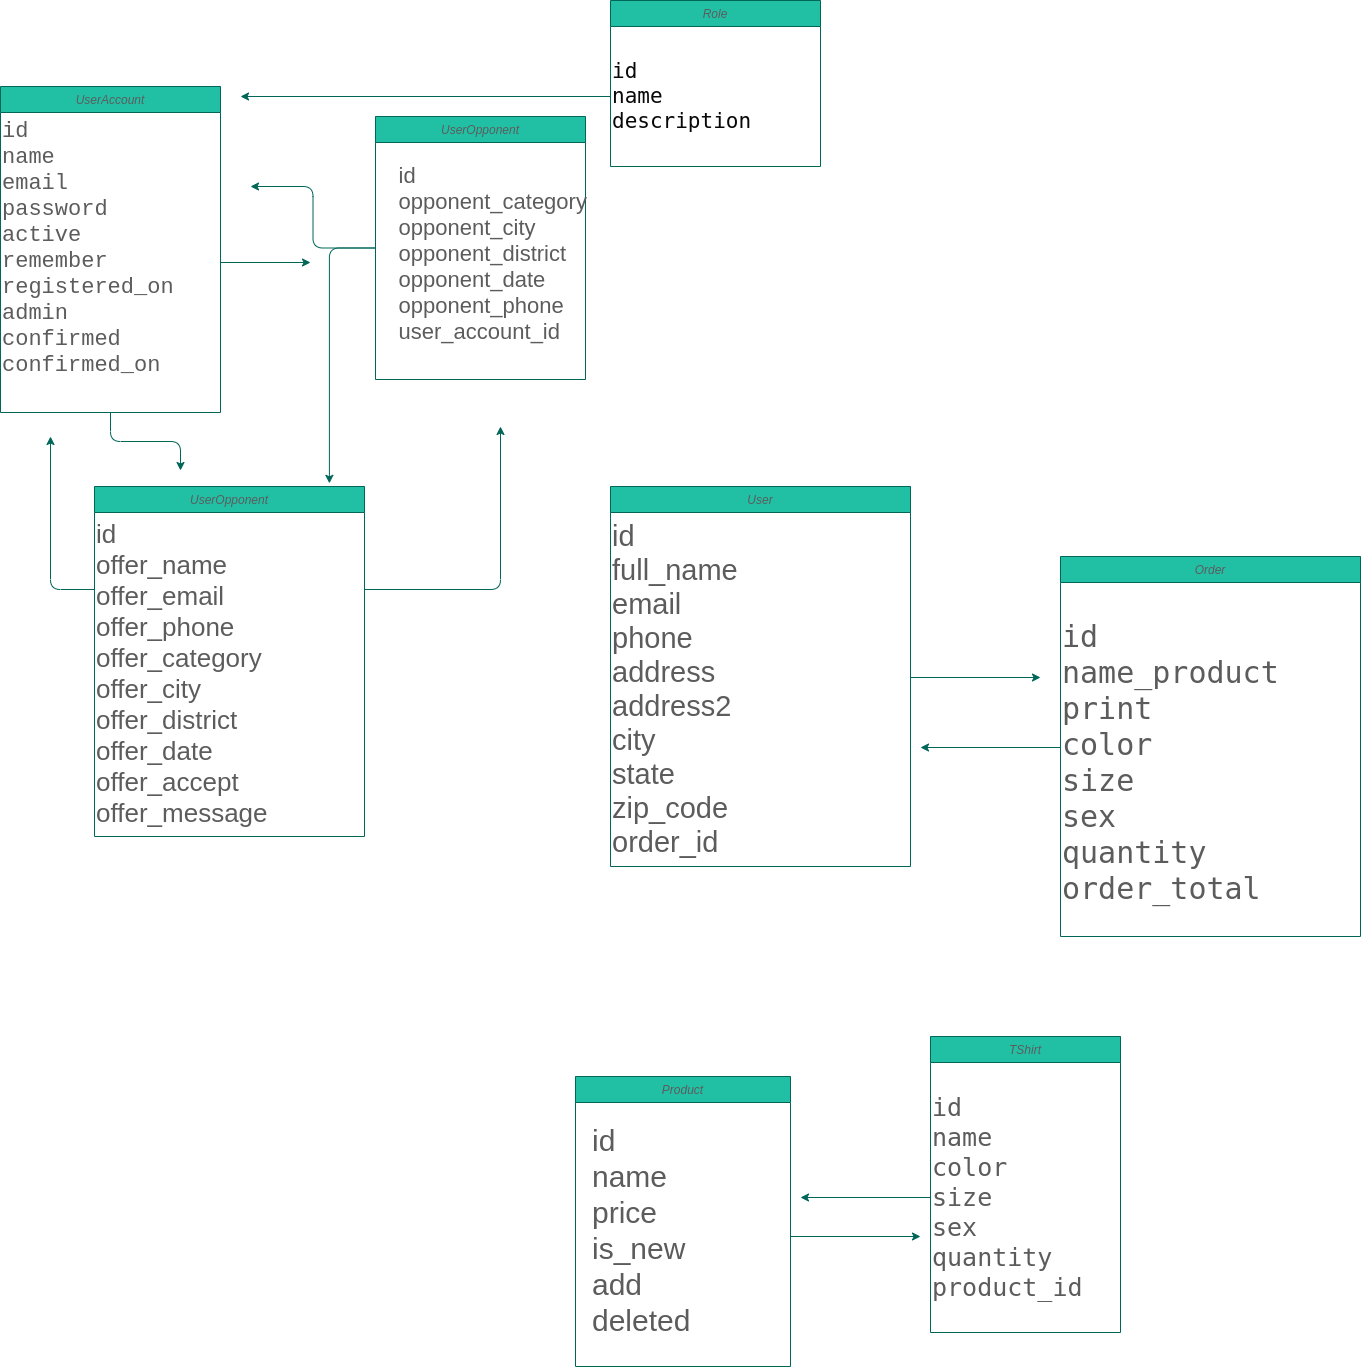 Role
id
name
description
UserAccount
id
name
email
password
active
remember
registered_on
admin
confirmed
confirmed_on
UserOpponent
id
opponent_category
opponent_city
opponent_district
opponent_date
opponent_phone
user_account_id
UserOpponent
id
offer_name
offer_email
offer_phone
offer_category
offer_city
offer_district
offer_date
offer_accept
offer_message
User
id
full_name
email
phone
address
address2
city
state
zip_code
order_id
Order
id
name_product
print
color
size
sex
quantity
order_total
Product
id
name
price
is_new
add
deleted
TShirt
id
name
color
size
sex
quantity
product_id